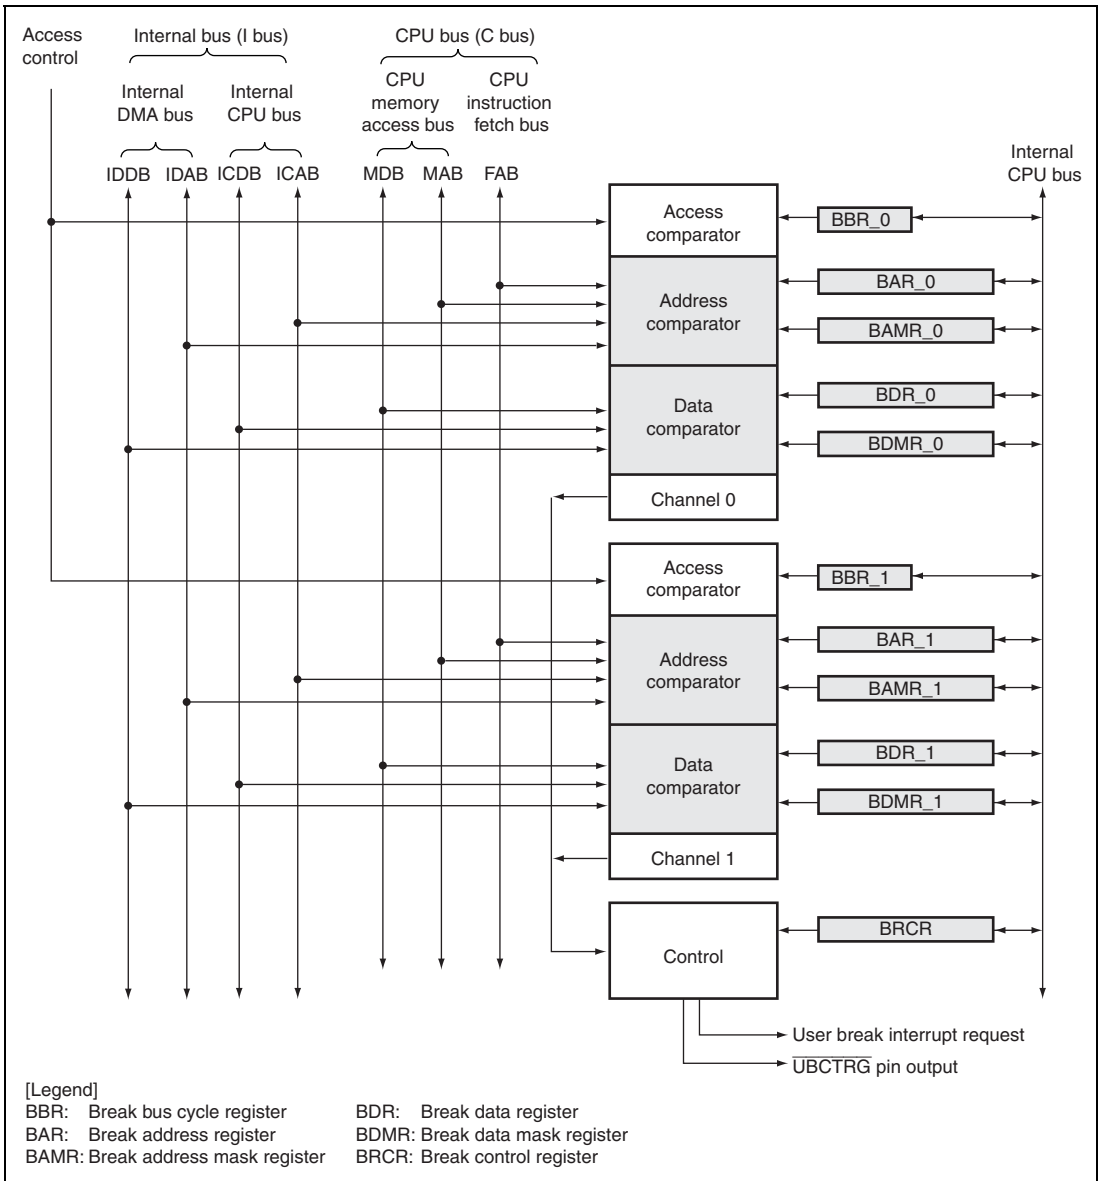 Access
control
Internal bus (I bus)
CPU bus (C bus)
Internal
DMA bus
Internal
CPU bus
CPU
memory
access bus
CPU
instruction
fetch bus
IDDB
IDAB
ICDB
ICAB
MDB
MAB
FAB
Internal
CPU bus
Access
comparator
BBR_0
Address
comparator
BAR_0
BAMR_0
Data
comparator
BDR_0
BDMR_0
Channel 0
Access
comparator
BBR_1
Address
comparator
BAR_1
BAMR_1
Data
comparator
BDR_1
BDMR_1
Channel 1
Control
BRCR
User break interrupt request
UBCTRG pin output
[Legend]
BBR: Break bus cycle register
BAR: Break address register
BAMR: Break address mask register
BDR: Break data register
BDMR: Break data mask register
BRCR: Break control register